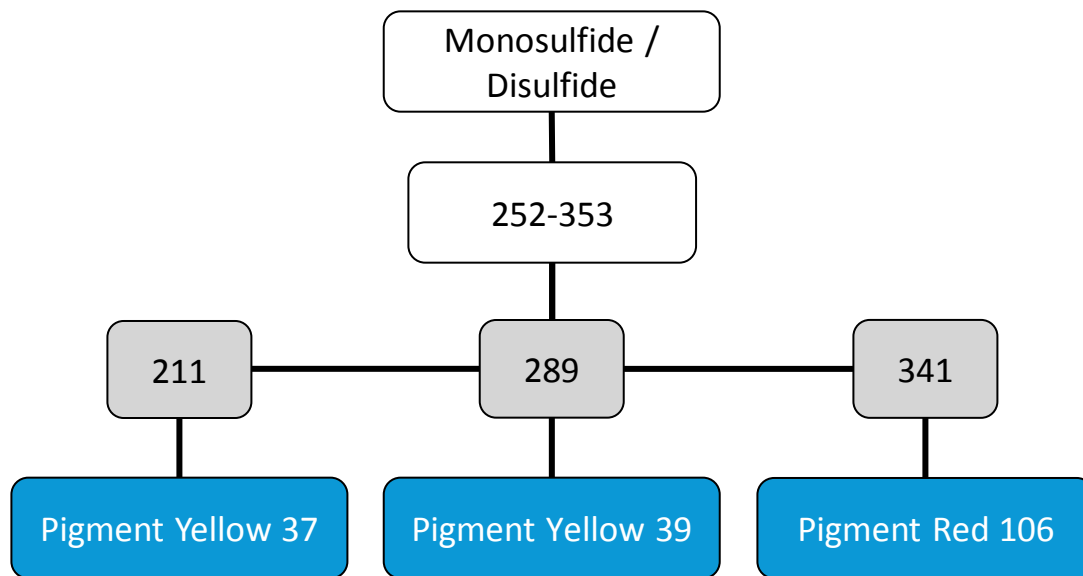 Monosulfide /
Disulfide
252-353
211
289
341
Pigment Yellow 37
Pigment Yellow 39
Pigment Red 106